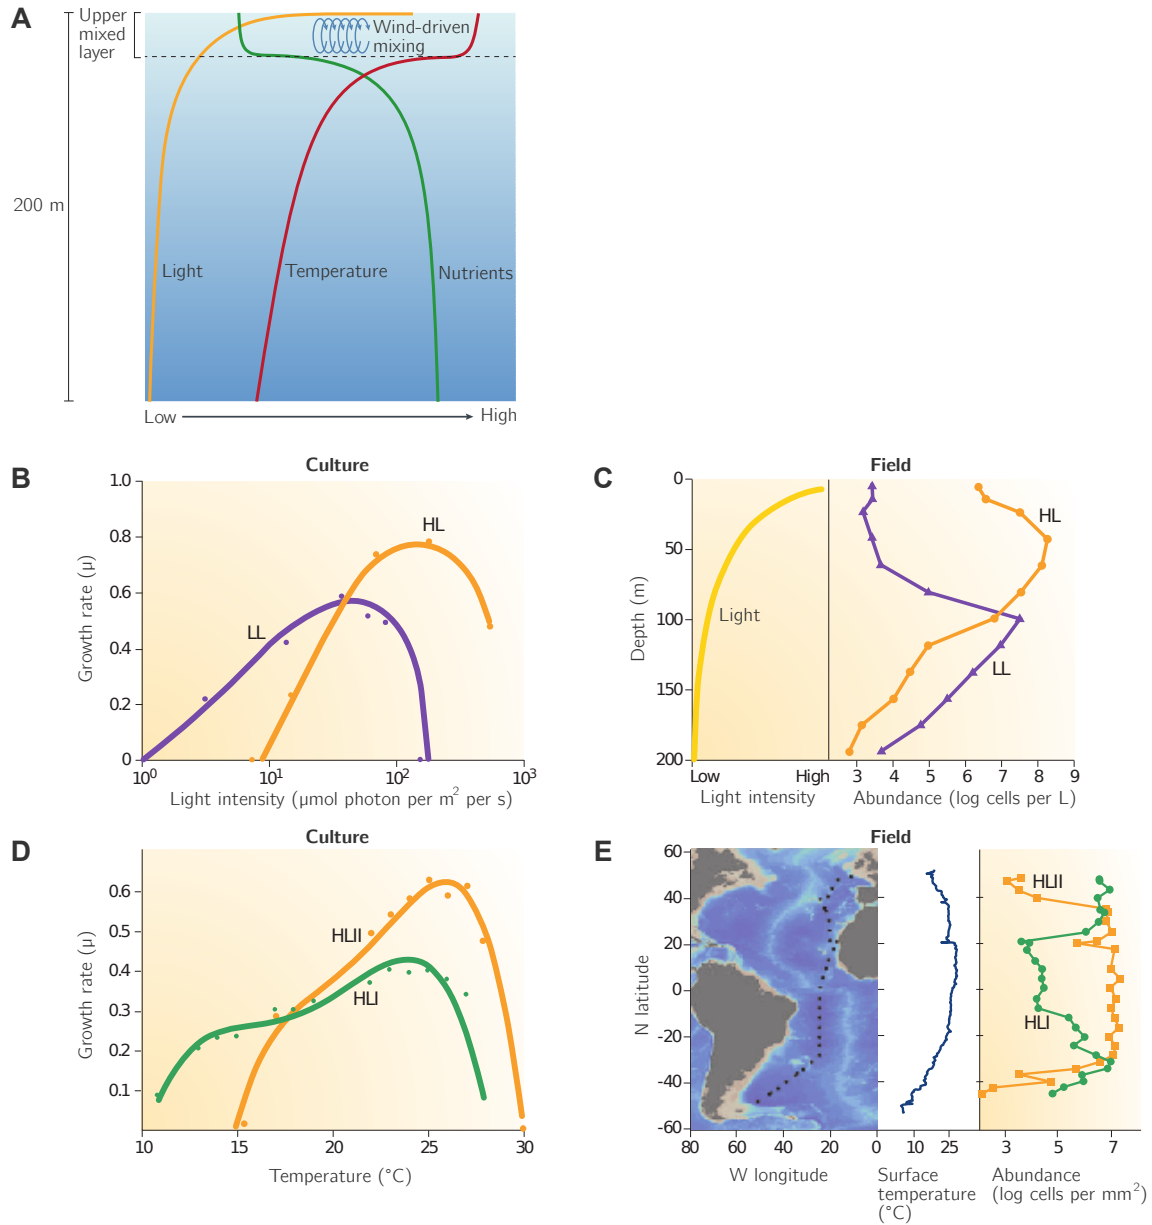 A
Upper
mixed
layer
Wind-driven
mixing
200 m
Light
Temperature
Nutrients
Low
High
B
Culture
1.0
0.8
0.6
0.4
0.2
0
Growth rate (µ)
HL
LL
10⁰
10¹
10²
10³
Light intensity (µmol photon per m² per s)
C
Field
0
50
100
150
200
Depth (m)
Light
HL
LL
Low
High
3 4 5 6 7 8 9
Light intensity
Abundance (log cells per L)
D
Culture
0.6
0.5
0.4
0.3
0.2
0.1
Growth rate (µ)
HLII
HLI
10 15 20 25 30
Temperature (°C)
E
Field
60
40
20
0
-20
-40
-60
N latitude
HLII
HLI
80 60 40 20 0
10 25
3 5 7
W longitude
Surface
temperature
(°C)
Abundance
(log cells per mm²)